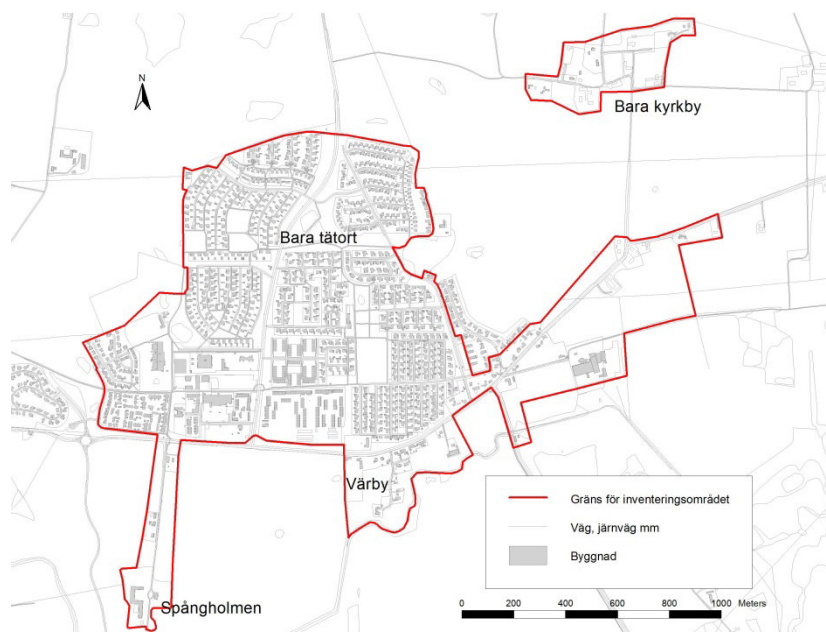 N
Bara kyrkby
Bara tätort
Värby
Spångholmen
Gräns för inventeringsområdet
Väg, järnväg mm
Byggnad
0 200 400 600 800 1000 Meters